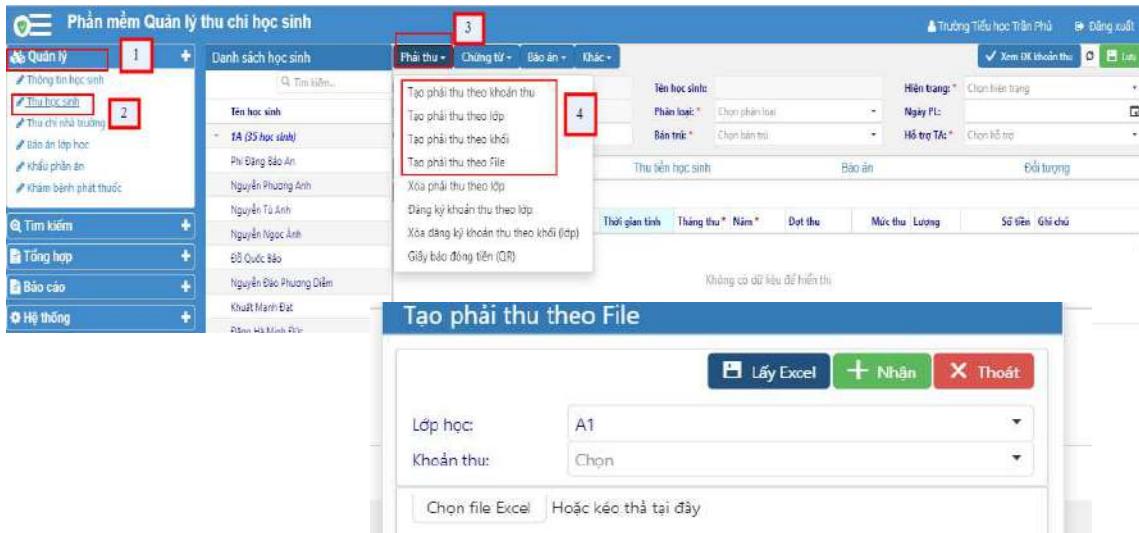 Phần mềm Quản lý thu chi học sinh
Trường Tiểu học Trần Phú
Đăng xuất
3
Quản lý
1
Danh sách học sinh
Phải thu
Chứng từ
Báo án
Khác
Xem ĐK khoản thu
Lưu
Thông tin học sinh
Thu học sinh
2
Thu chi nhà trường
Báo án lớp học
Khẩu phần ăn
Khám bệnh phát thuốc
Tìm kiếm
Tổng hợp
Báo cáo
Hệ thống
Tìm kiếm...
Tên học sinh
1A (35 học sinh)
Phí Đặng Bảo An
Nguyễn Phương Anh
Nguyễn Tú Anh
Nguyễn Ngọc Ánh
Đỗ Quốc Bảo
Nguyễn Đào Phương Diễm
Khuất Mạnh Đạt
Đặng Hà Minh Đức
Tạo phải thu theo khoản thu
Tạo phải thu theo lớp
Tạo phải thu theo khối
Tạo phải thu theo File
4
Xóa phải thu theo lớp
Đăng ký khoản thu theo lớp
Xóa đăng ký khoản thu theo khối (lớp)
Giấy báo đóng tiền (QR)
Tên học sinh:
Hiện trạng: * Chọn hiện trạng
Phân loại: * Chọn phân loại
Ngày PL:
Bán trú: * Chọn bán trú
Hỗ trợ TA: * Chọn hỗ trợ
Thu tiền học sinh
Báo án
Đối tượng
Thời gian tính Tháng thu * Năm * Đợt thu Mức thu Lượng Số tiền Ghi chú
Không có dữ liệu để hiển thị
Tạo phải thu theo File
Lấy Excel
Nhận
Thoát
Lớp học: A1
Khoản thu: Chọn
Chọn file Excel Hoặc kéo thả tại đây